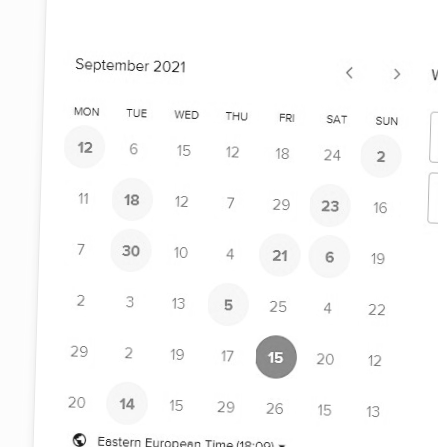 September 2021
MON TUE WED THU FRI SAT SUN
12 6 15 12 18 24 2
11 18 12 7 29 23 16
7 30 10 4 21 6 19
2 3 13 5 25 4 22
29 2 19 17 15 20 12
20 14 15 29 26 15 13
Eastern European Time (18:09)